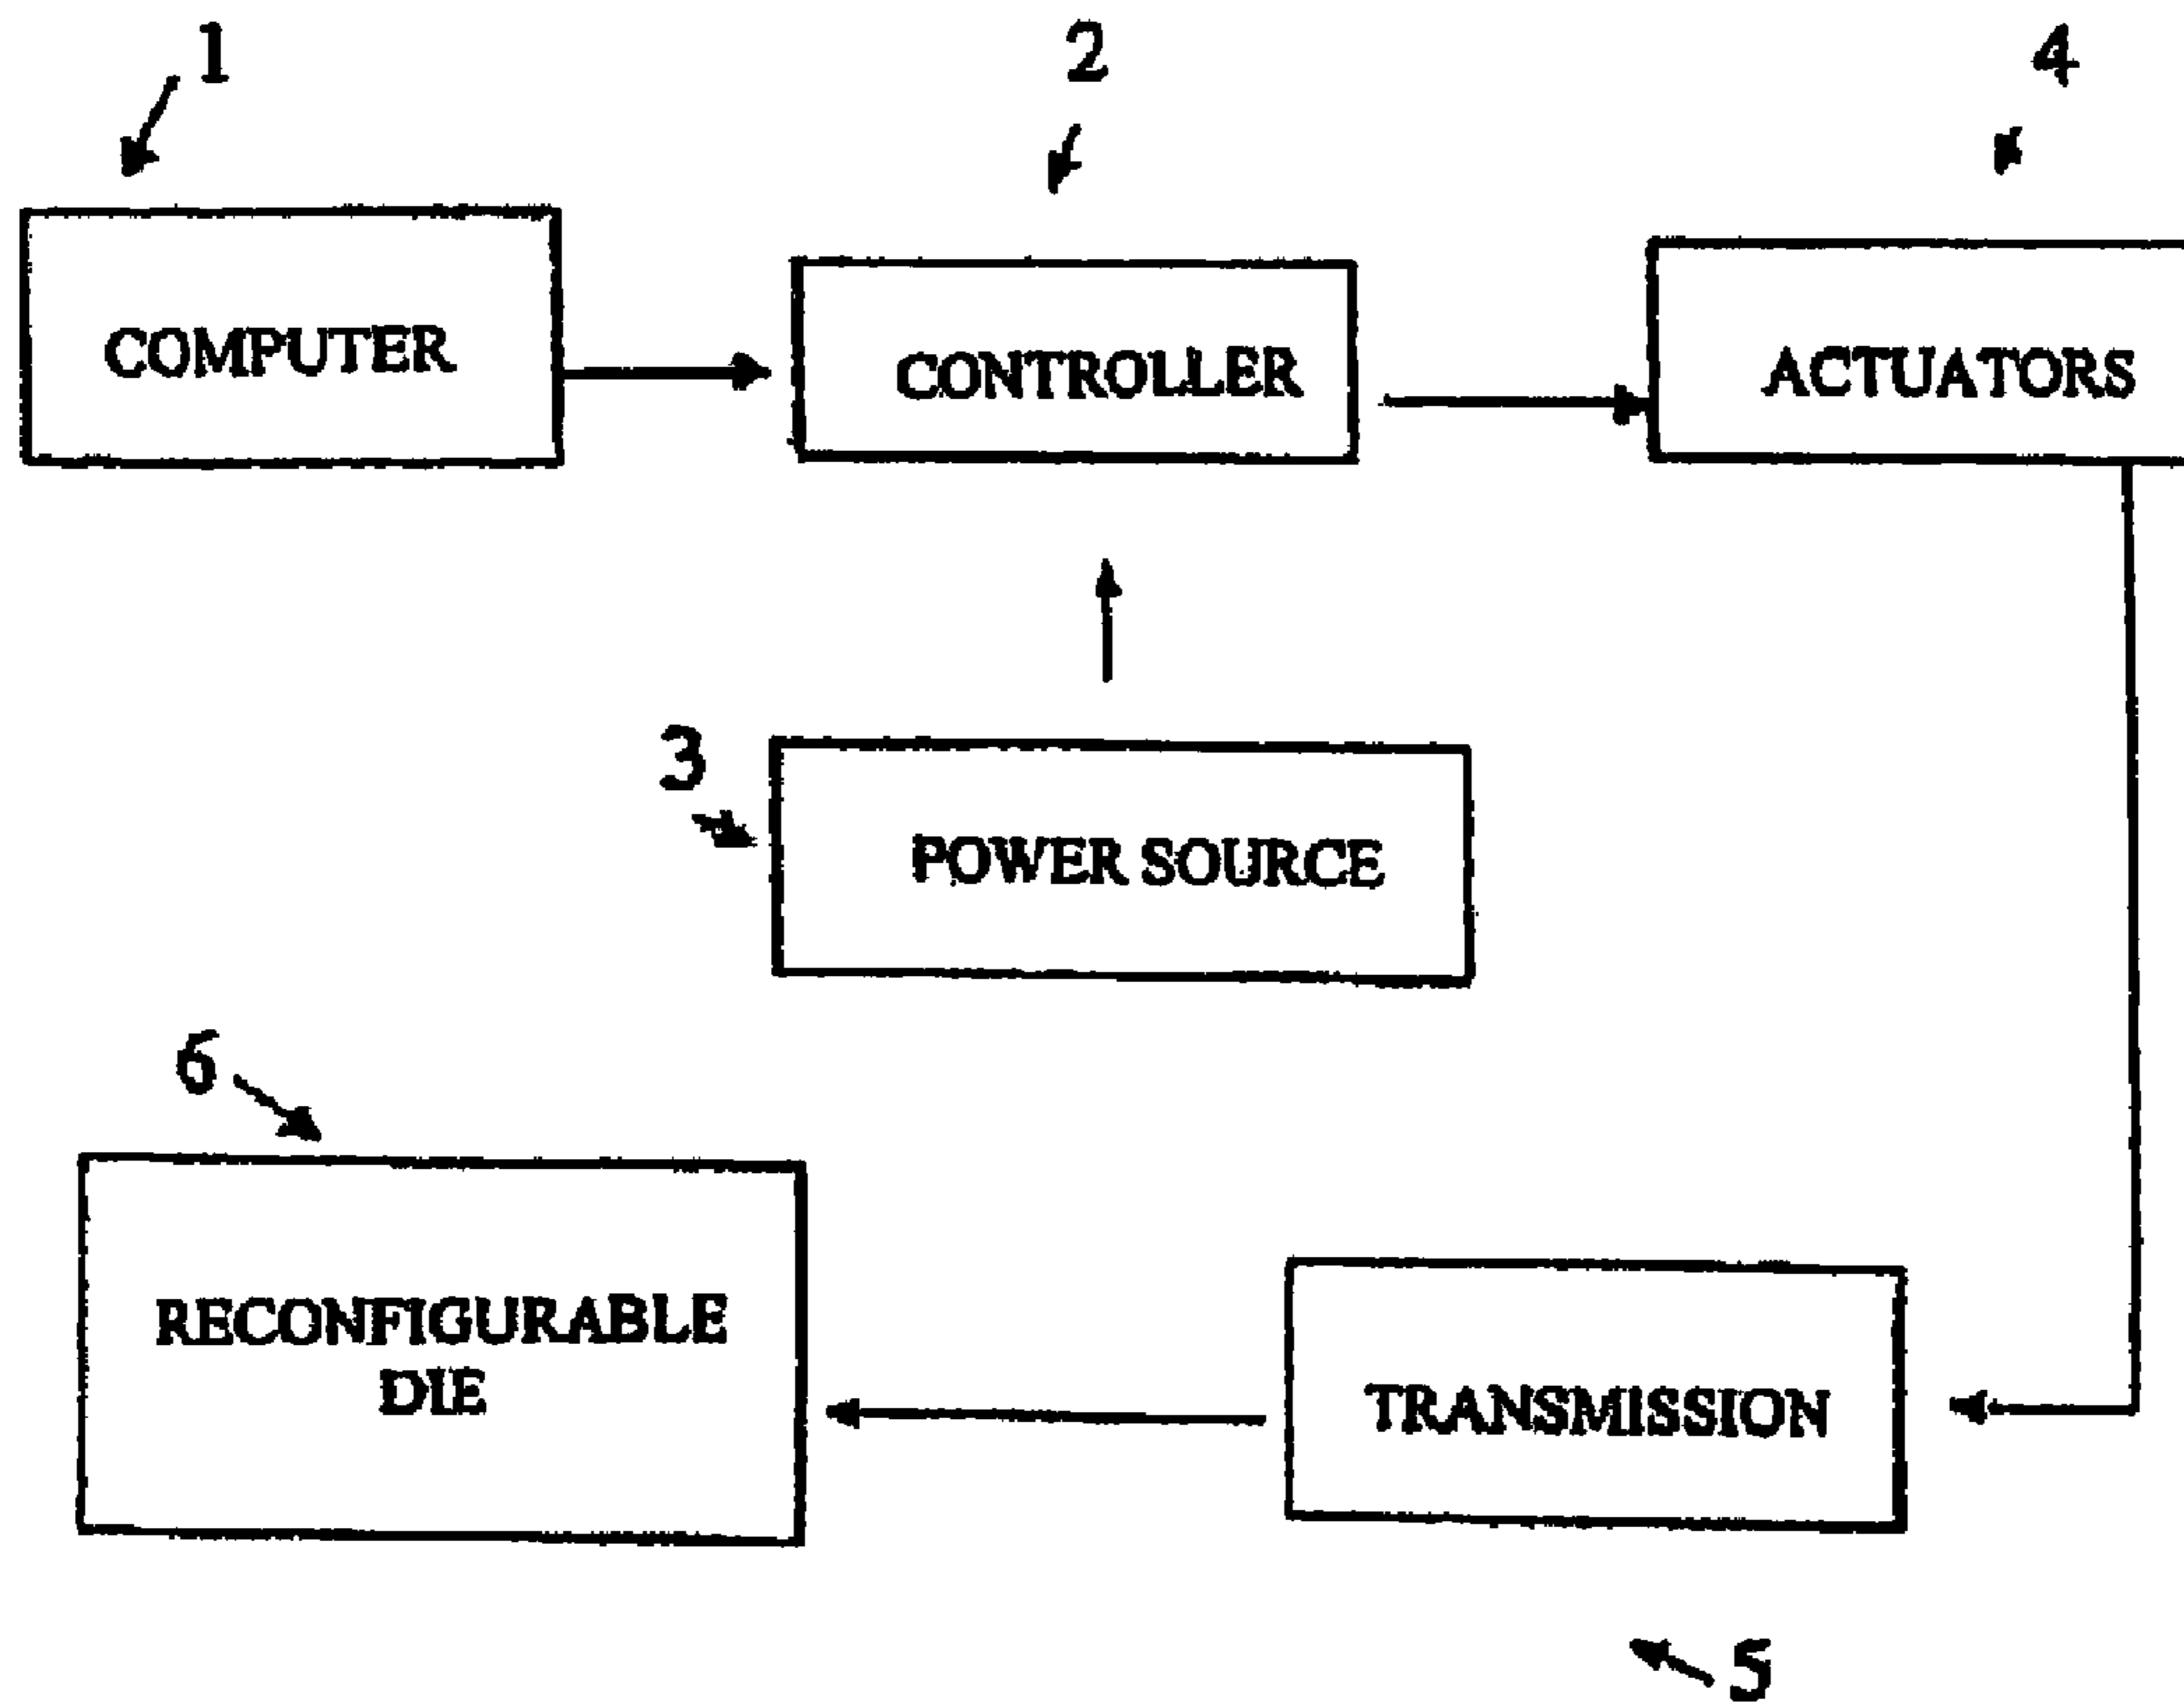 1
2
4
COMPUTER
CONTROLLER
ACTUATORS
3
POWER SOURCE
6
RECONFIGURABLE
DIE
TRANSMISSION
5